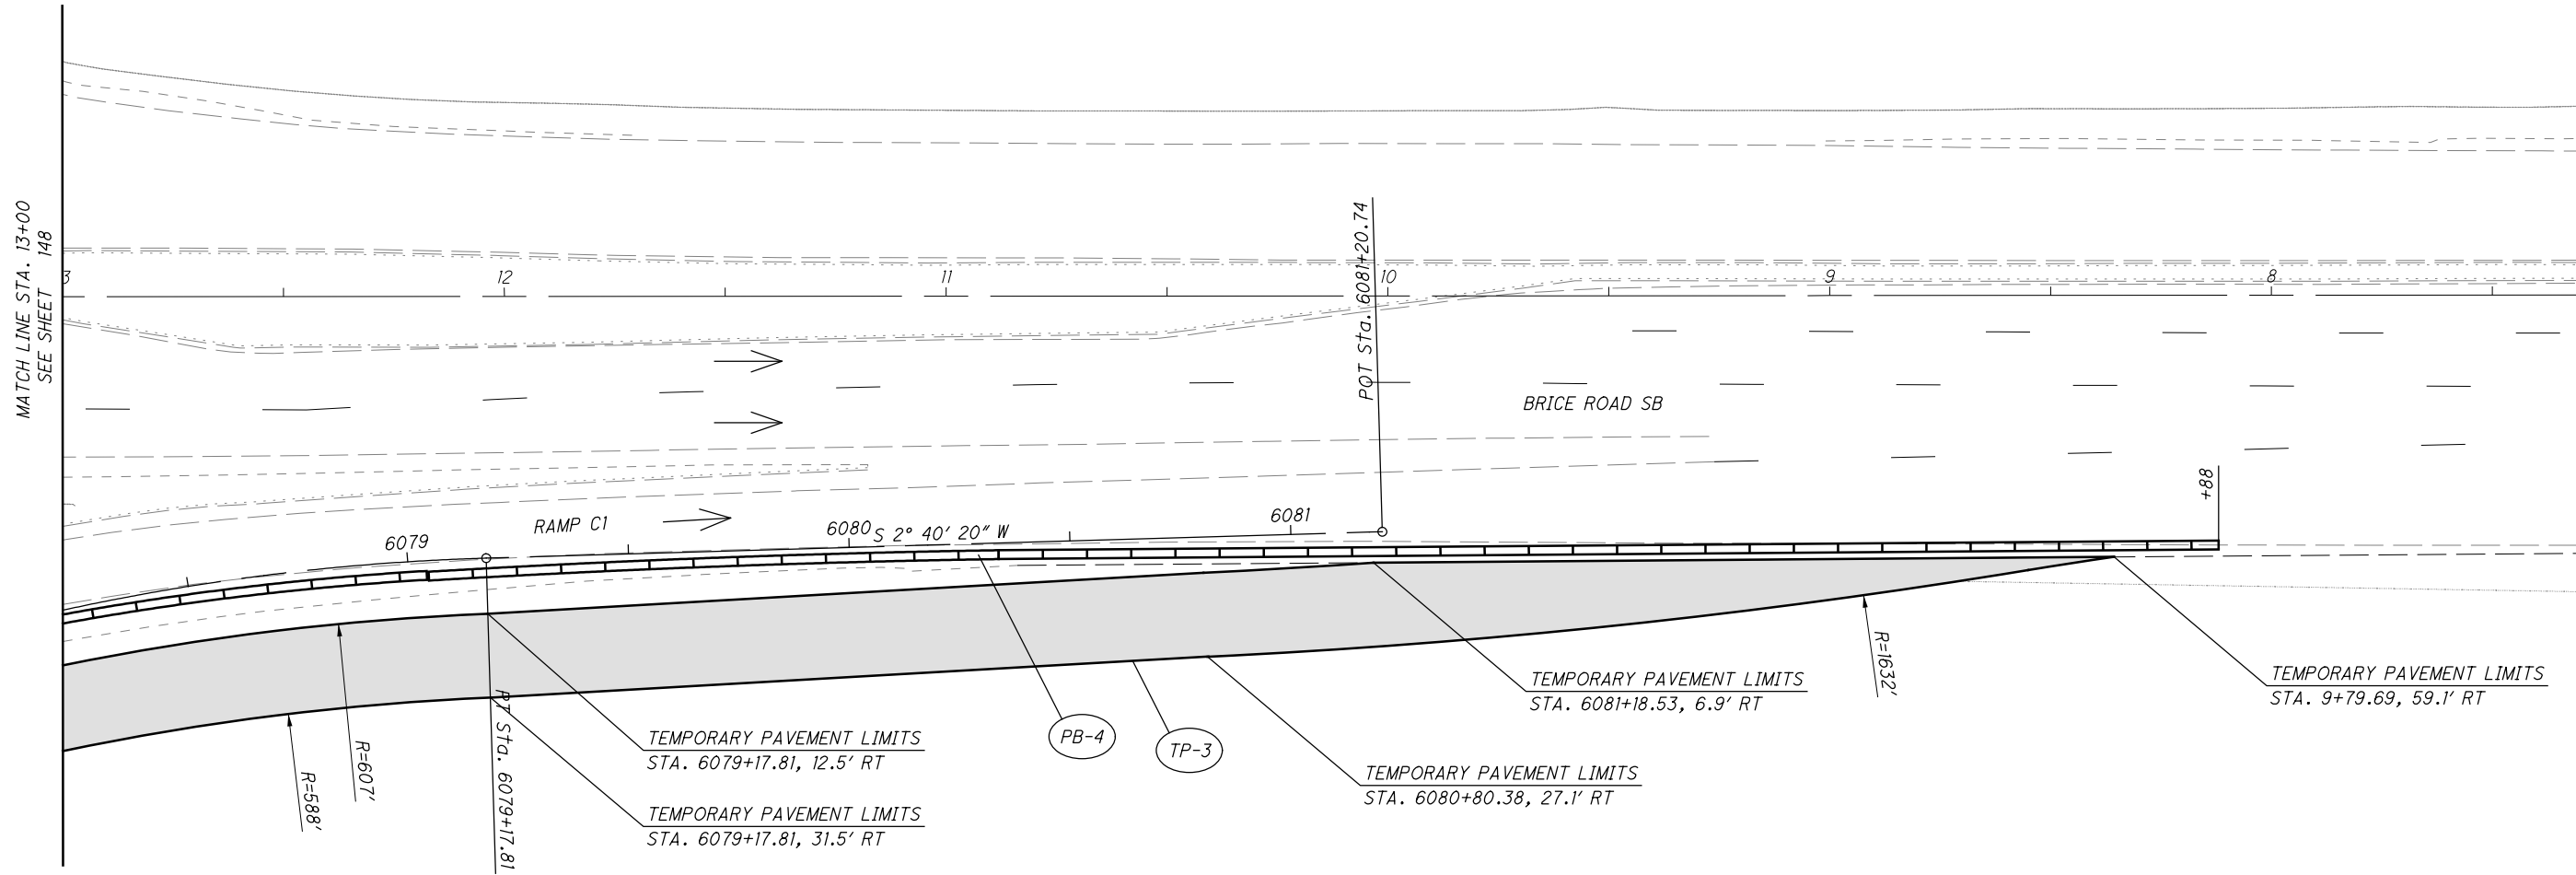 MATCH LINE STA. 13+00
SEE SHEET 148
3
12
11
10
9
8
POT Sta. 6081+20.74
BRICE ROAD SB
+88
RAMP C1
6079
6080
S 2° 40' 20" W
6081
PT Sta. 6079+17.81
R=588'
R=607'
R=1632'
PB-4
TP-3
TEMPORARY PAVEMENT LIMITS
STA. 6079+17.81, 12.5' RT
TEMPORARY PAVEMENT LIMITS
STA. 6079+17.81, 31.5' RT
TEMPORARY PAVEMENT LIMITS
STA. 6080+80.38, 27.1' RT
TEMPORARY PAVEMENT LIMITS
STA. 6081+18.53, 6.9' RT
TEMPORARY PAVEMENT LIMITS
STA. 9+79.69, 59.1' RT